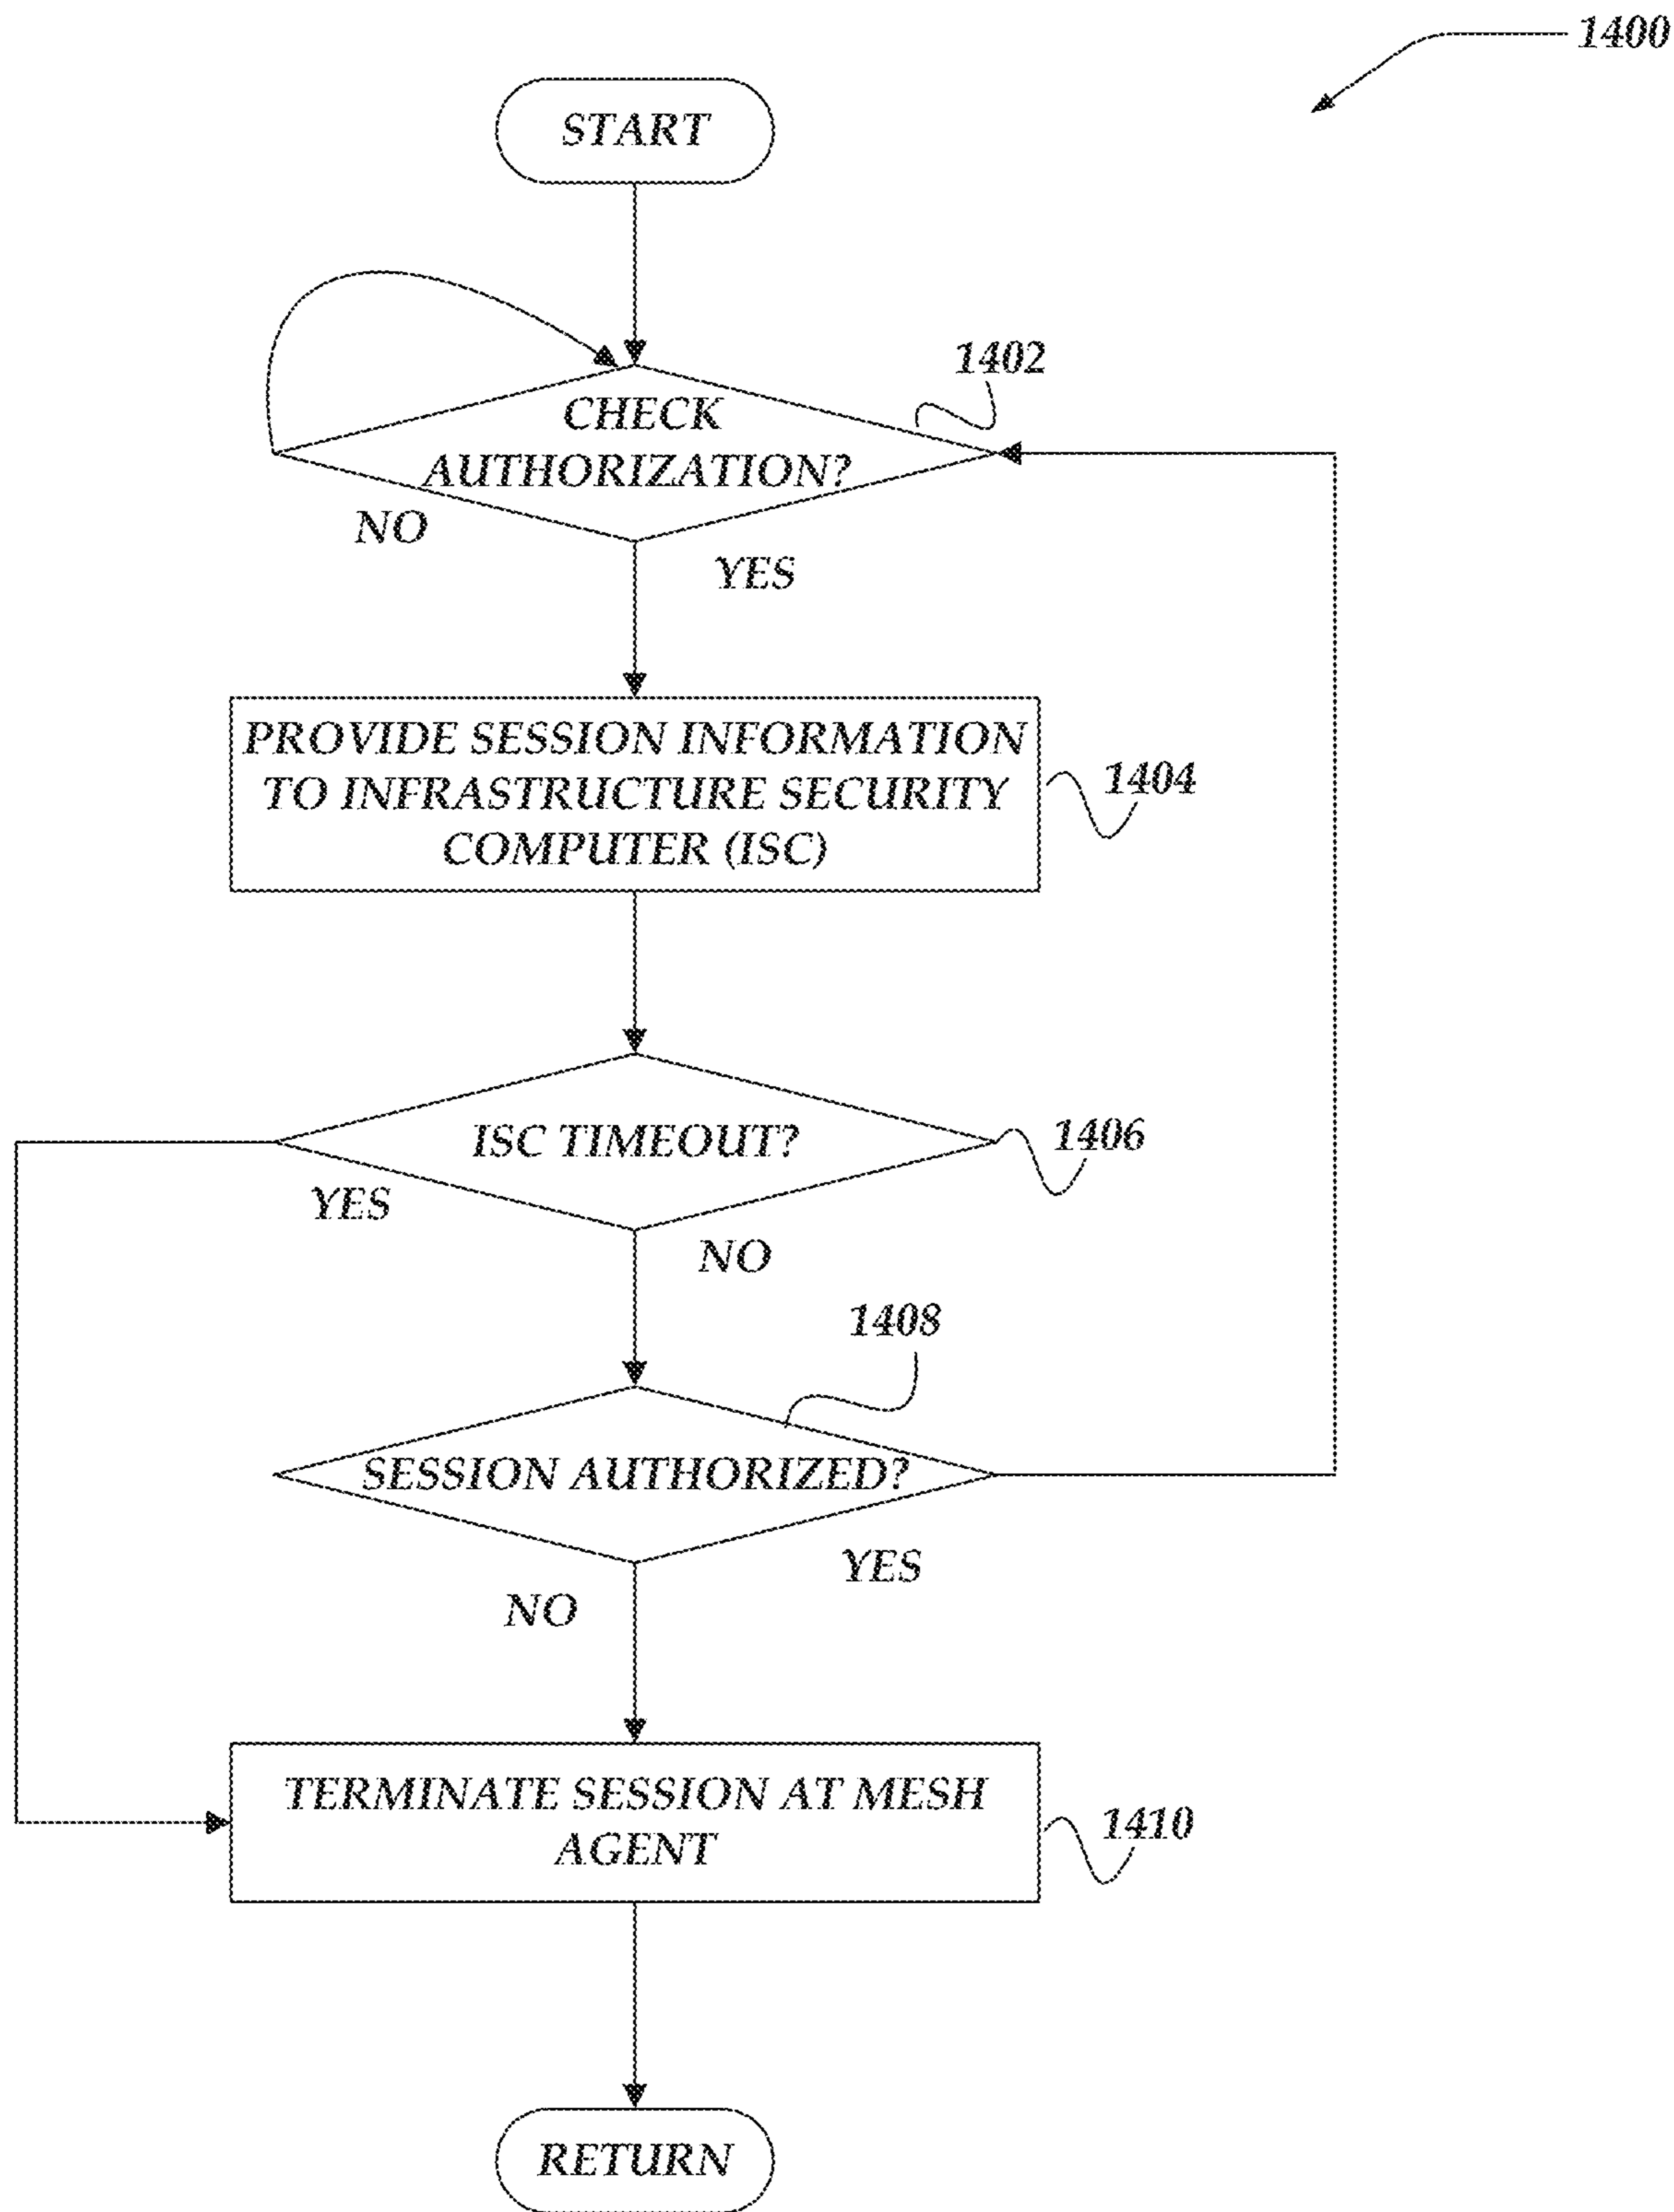 1400
START
1402
CHECK
AUTHORIZATION?
NO
YES
PROVIDE SESSION INFORMATION
TO INFRASTRUCTURE SECURITY
COMPUTER (ISC)
1404
ISC TIMEOUT?
1406
YES
NO
1408
SESSION AUTHORIZED?
YES
NO
TERMINATE SESSION AT MESH
AGENT
1410
RETURN